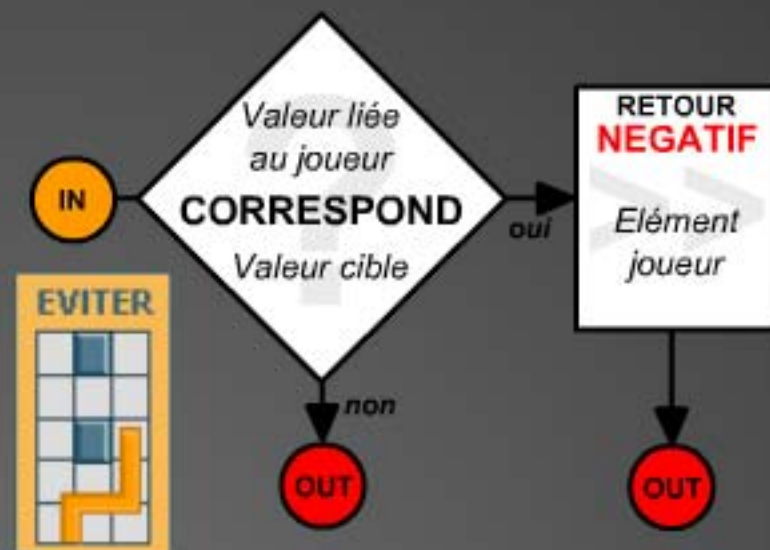 IN
Valeur liée
au joueur
CORRESPOND
Valeur cible
oui
RETOUR
NEGATIF
Elément
joueur
EVITER
non
OUT
OUT